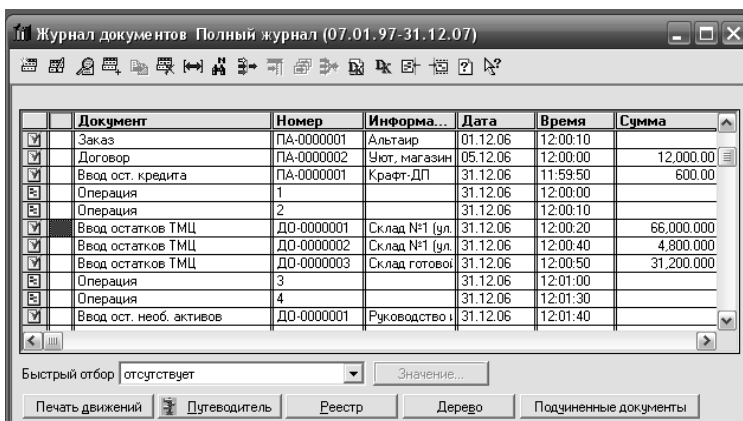 Журнал документов Полный журнал (07.01.97-31.12.07)
Документ Номер Информа... Дата Время Сумма
Заказ ПА-0000001 Альтаир 01.12.06 12:00:10
Договор ПА-0000002 Уют, магазин 05.12.06 12:00:00 12,000.00
Ввод ост. кредита ПА-0000001 Крафт-ДП 31.12.06 11:59:50 600.00
Операция 1 31.12.06 12:00:00
Операция 2 31.12.06 12:00:10
Ввод остатков ТМЦ ДО-0000001 Склад №1 (ул. 31.12.06 12:00:20 66,000.000
Ввод остатков ТМЦ ДО-0000002 Склад №1 (ул. 31.12.06 12:00:40 4,800.000
Ввод остатков ТМЦ ДО-0000003 Склад готовой 31.12.06 12:00:50 31,200.000
Операция 3 31.12.06 12:01:00
Операция 4 31.12.06 12:01:30
Ввод ост. необ. активов ДО-0000001 Руководство 31.12.06 12:01:40
Быстрый отбор отсутствует Значение...
Печать движений Путеводитель Реестр Дерево Подчиненные документы